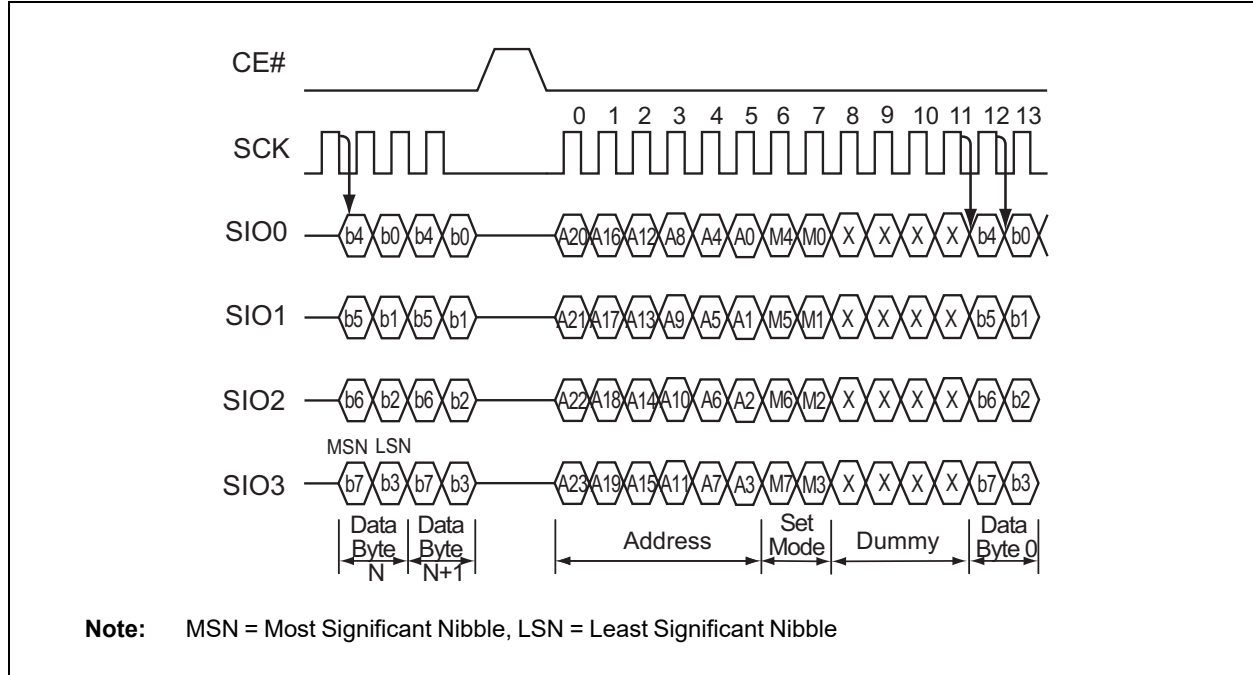 CE#
0 1 2 3 4 5 6 7 8 9 10 11 12 13
SCK
SIO0 b4 b0 b4 b0 A20 A16 A12 A8 A4 A0 M4 M0 X X X X b4 b0
SIO1 b5 b1 b5 b1 A21 A17 A13 A9 A5 A1 M5 M1 X X X X b5 b1
SIO2 b6 b2 b6 b2 A22 A18 A14 A10 A6 A2 M6 M2 X X X X b6 b2
MSN LSN
SIO3 b7 b3 b7 b3 A23 A19 A15 A11 A7 A3 M7 M3 X X X X b7 b3
Data Byte N
Data Byte N+1
Address
Set Mode
Dummy
Data Byte 0
Note: MSN = Most Significant Nibble, LSN = Least Significant Nibble